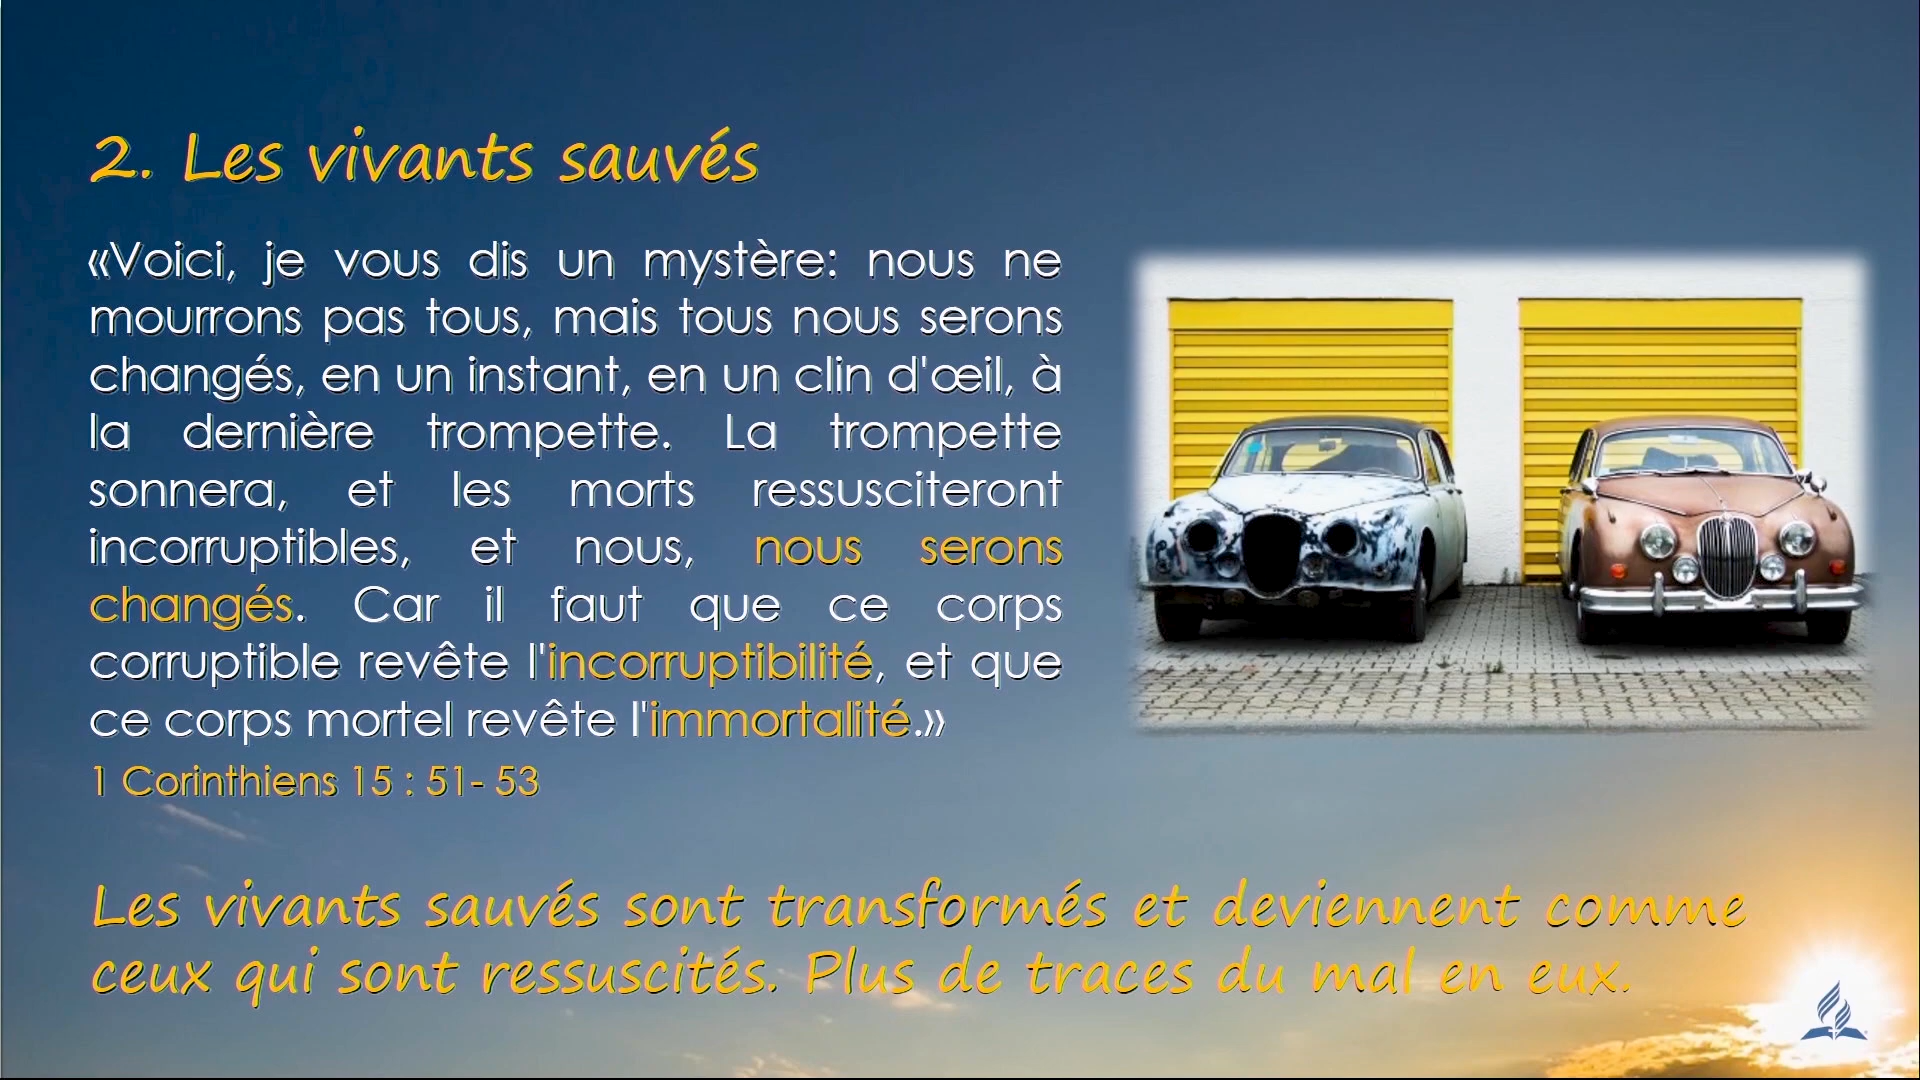 2. Les vivants sauvés
«Voici, je vous dis un mystère: nous ne
mourrons pas tous, mais tous nous serons
changés, en un instant, en un clin d'œil, à
la dernière trompette. La trompette
sonnera, et les morts ressusciteront
incorruptibles, et nous, nous serons
changés. Car il faut que ce corps
corruptible revête l'incorruptibilité, et que
ce corps mortel revête l'immortalité.»
1 Corinthiens 15 : 51- 53
Les vivants sauvés sont transformés et deviennent comme
ceux qui sont ressuscités. Plus de traces du mal en eux.